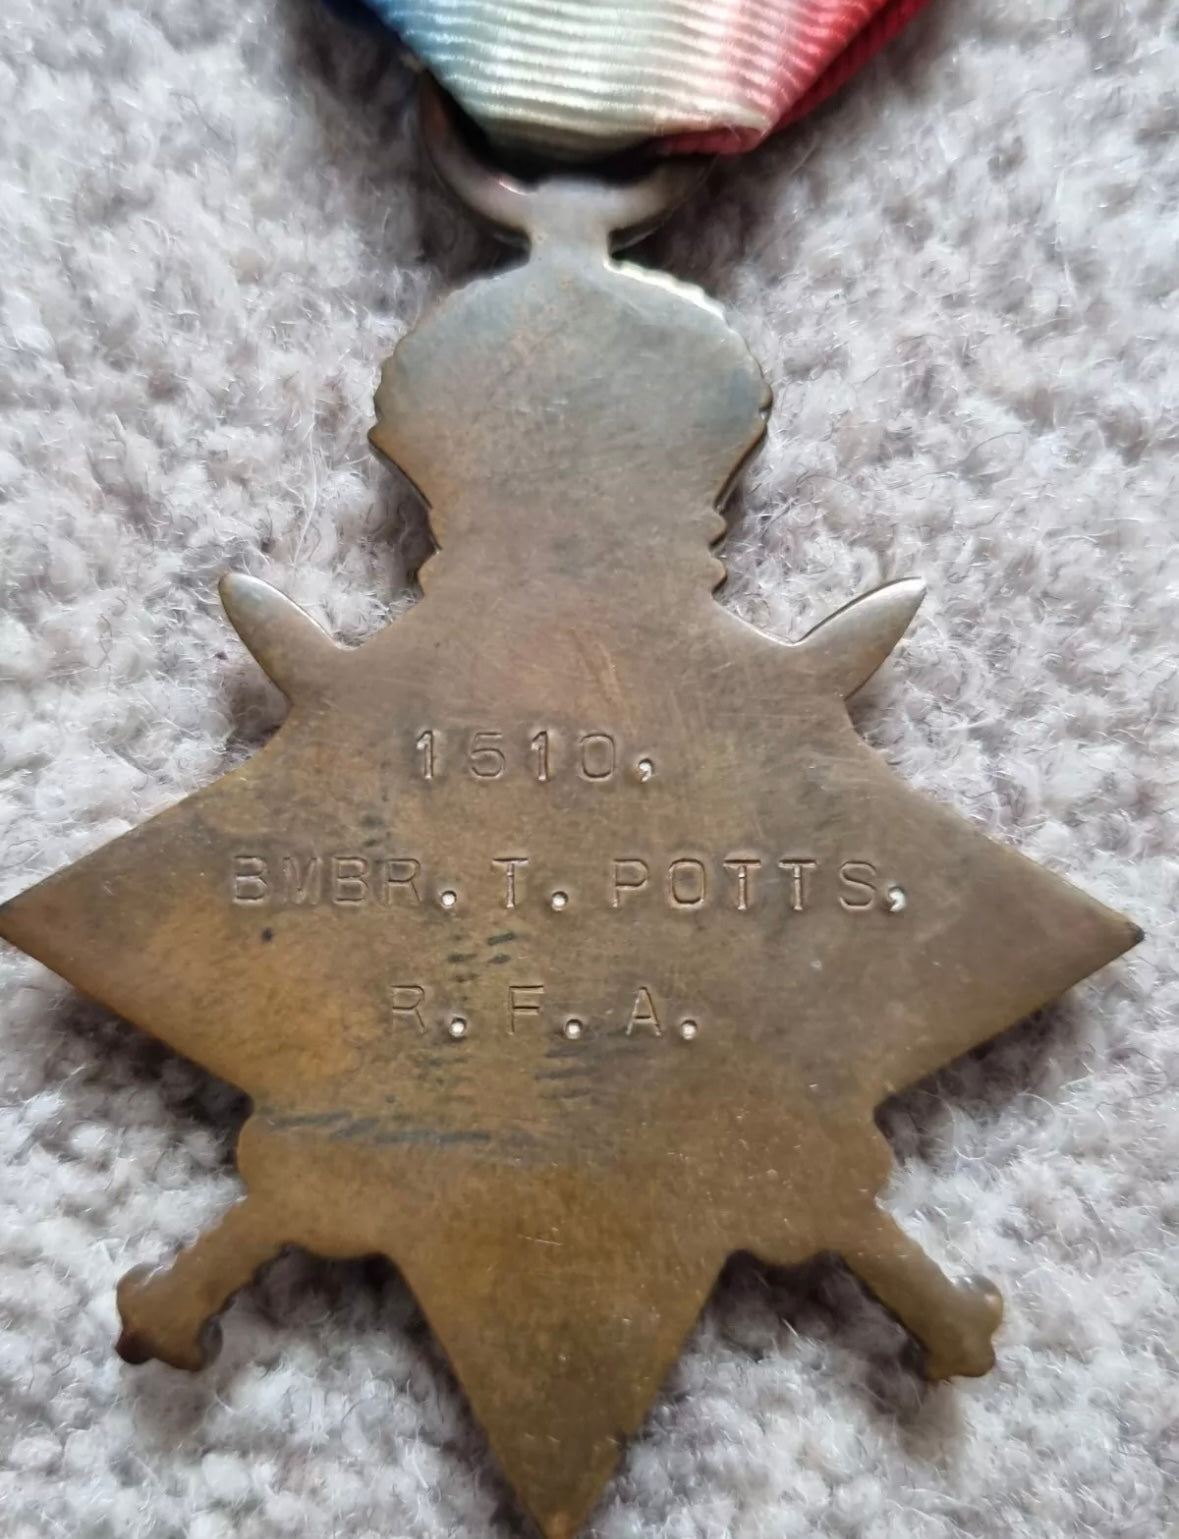 1510,
BMBR. T. POTTS,
R. F. A.